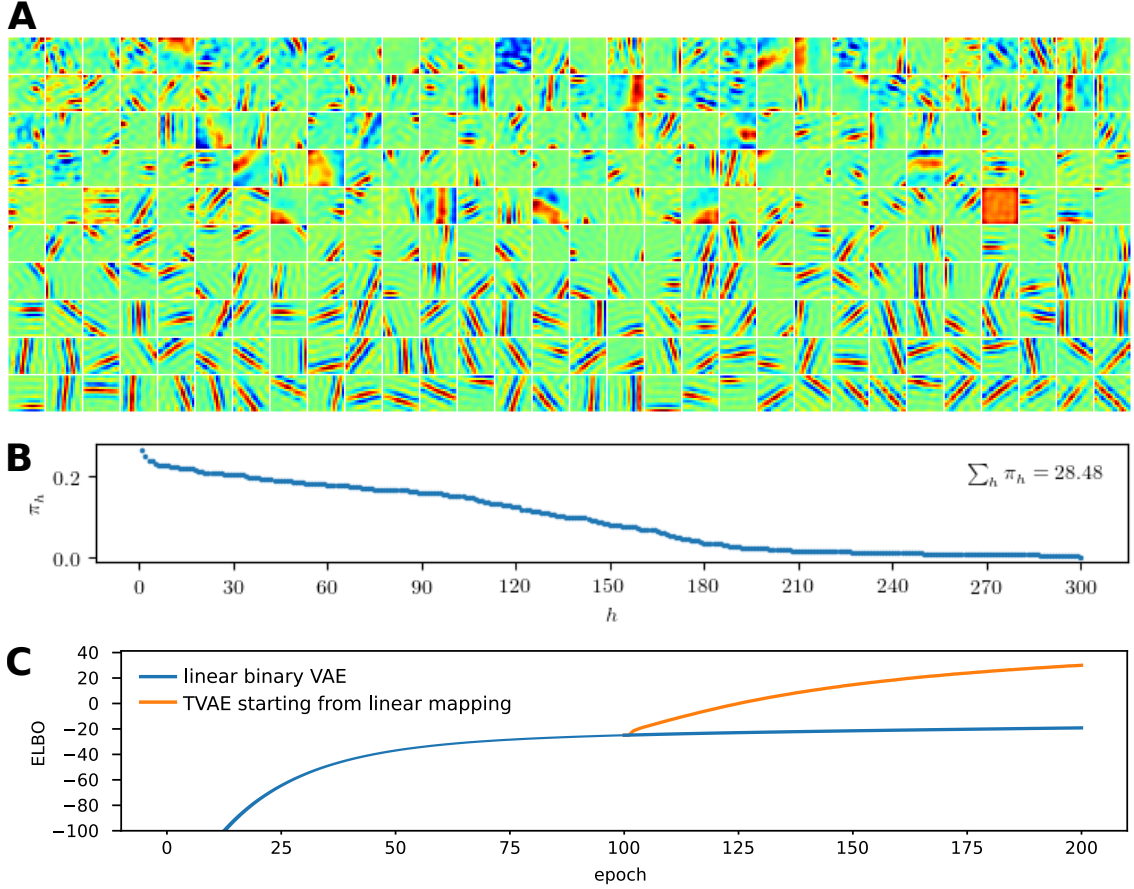 A
B
π_h
0.2
0.0
∑_h π_h = 28.48
0 30 60 90 120 150 180 210 240 270 300
h
C
ELBO
40
20
0
−20
−40
−60
−80
−100
linear binary VAE
TVAE starting from linear mapping
0 25 50 75 100 125 150 175 200
epoch